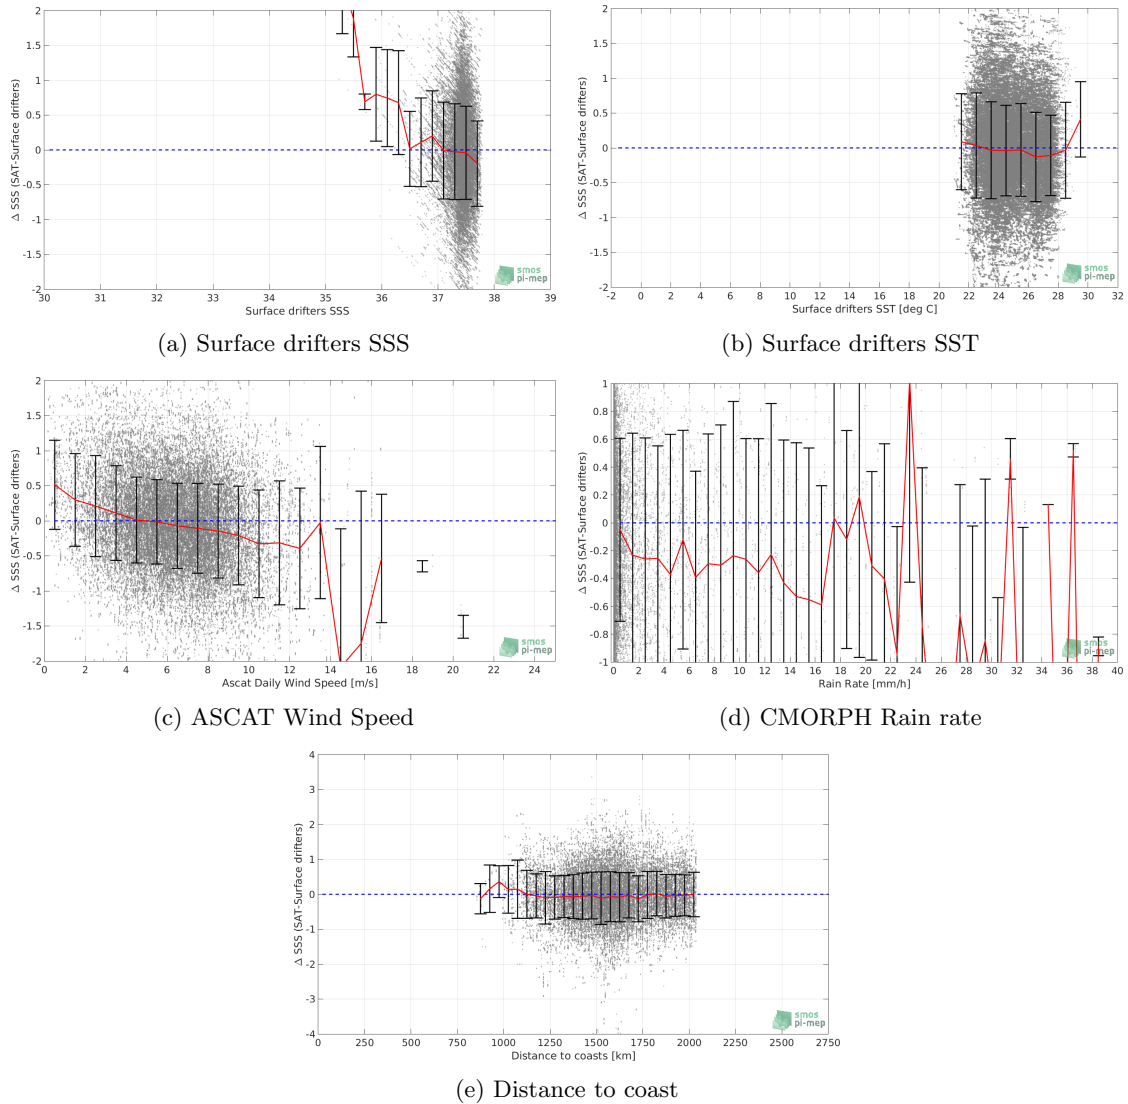 2
1.5
1
0.5
0
-0.5
-1
-1.5
-2
Δ SSS (SAT-Surface drifters)
30 31 32 33 34 35 36 37 38 39
Surface drifters SSS
smos
pi-mep
(a) Surface drifters SSS
2
1.5
1
0.5
0
-0.5
-1
-1.5
-2
Δ SSS (SAT-Surface drifters)
-2 0 2 4 6 8 10 12 14 16 18 20 22 24 26 28 30 32
Surface drifters SST [deg C]
smos
pi-mep
(b) Surface drifters SST
2
1.5
1
0.5
0
-0.5
-1
-1.5
-2
Δ SSS (SAT-Surface drifters)
0 2 4 6 8 10 12 14 16 18 20 22 24
Ascat Daily Wind Speed [m/s]
smos
pi-mep
(c) ASCAT Wind Speed
1
0.8
0.6
0.4
0.2
0
-0.2
-0.4
-0.6
-0.8
-1
Δ SSS (SAT-Surface drifters)
0 2 4 6 8 10 12 14 16 18 20 22 24 26 28 30 32 34 36 38 40
Rain Rate [mm/h]
smos
pi-mep
(d) CMORPH Rain rate
4
3
2
1
0
-1
-2
-3
-4
Δ SSS (SAT-Surface drifters)
0 250 500 750 1000 1250 1500 1750 2000 2250 2500 2750
Distance to coasts [km]
smos
pi-mep
(e) Distance to coast